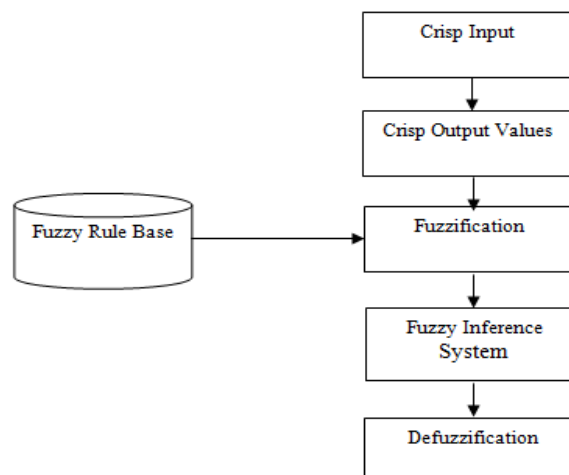 Crisp Input
Crisp Output Values
Fuzzy Rule Base
Fuzzification
Fuzzy Inference
System
Defuzzification